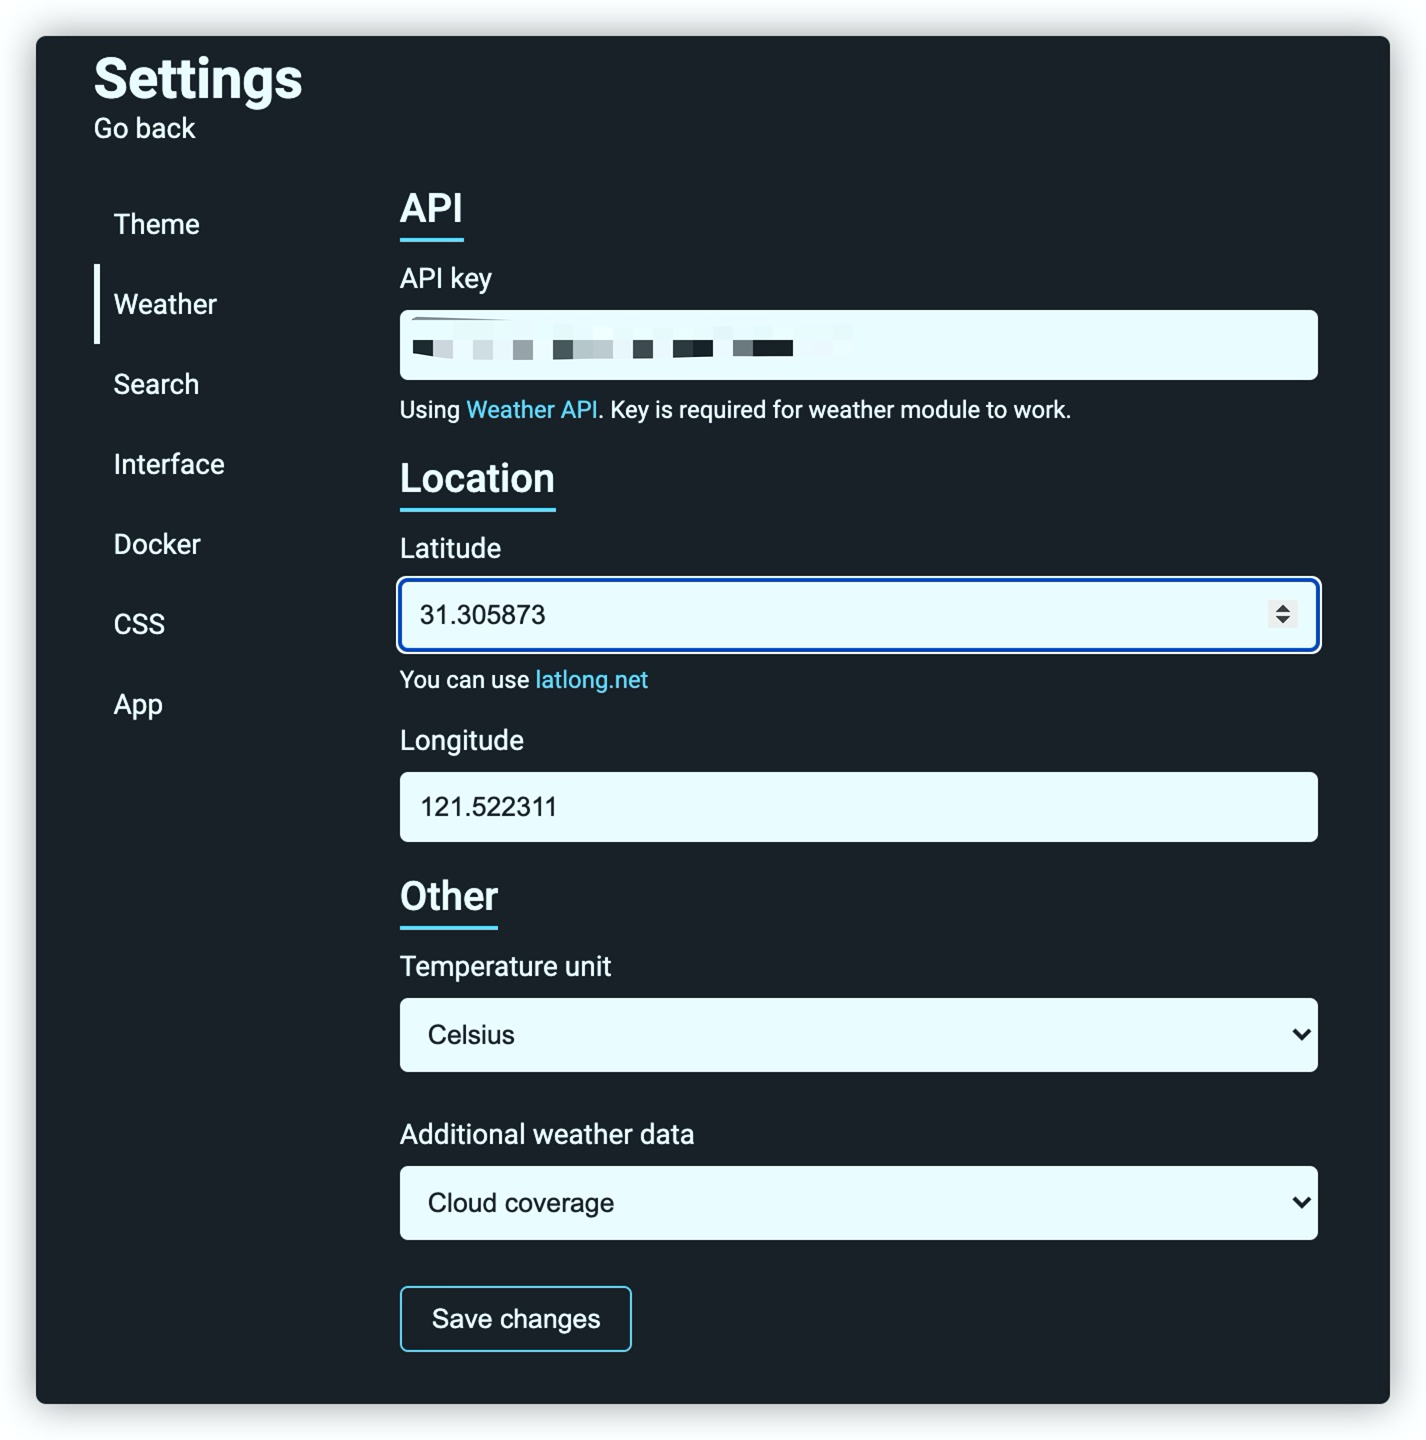 Settings
Go back
Theme
Weather
Search
Interface
Docker
CSS
App
API
API key
Using Weather API. Key is required for weather module to work.
Location
Latitude
31.305873
You can use latlong.net
Longitude
121.522311
Other
Temperature unit
Celsius
Additional weather data
Cloud coverage
Save changes